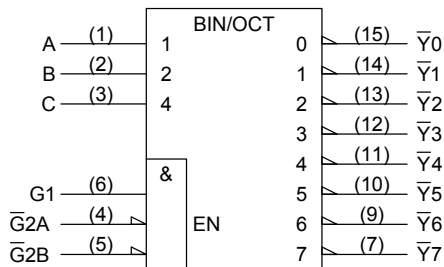 BIN/OCT
A (1) 1 0 (15) Y̅0
B (2) 2 1 (14) Y̅1
C (3) 4 2 (13) Y̅2
3 (12) Y̅3
4 (11) Y̅4
&
G1 (6) 5 (10) Y̅5
G̅2A (4) EN 6 (9) Y̅6
G̅2B (5) 7 (7) Y̅7